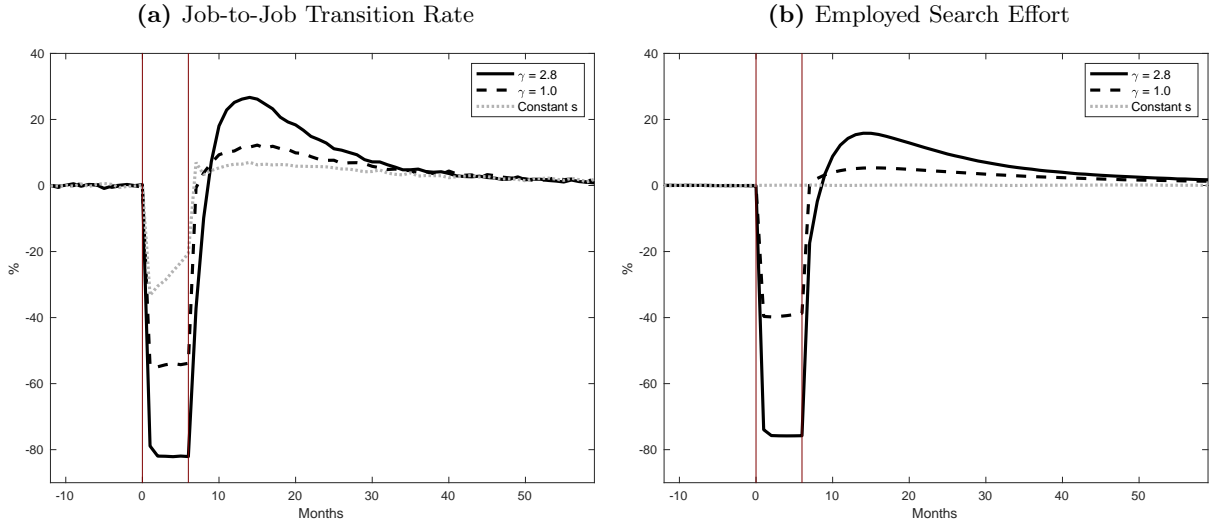 (a) Job-to-Job Transition Rate
40
20
0
-20
-40
-60
-80
%
-10 0 10 20 30 40 50
Months
γ = 2.8
γ = 1.0
Constant s
(b) Employed Search Effort
40
20
0
-20
-40
-60
-80
%
-10 0 10 20 30 40 50
Months
γ = 2.8
γ = 1.0
Constant s